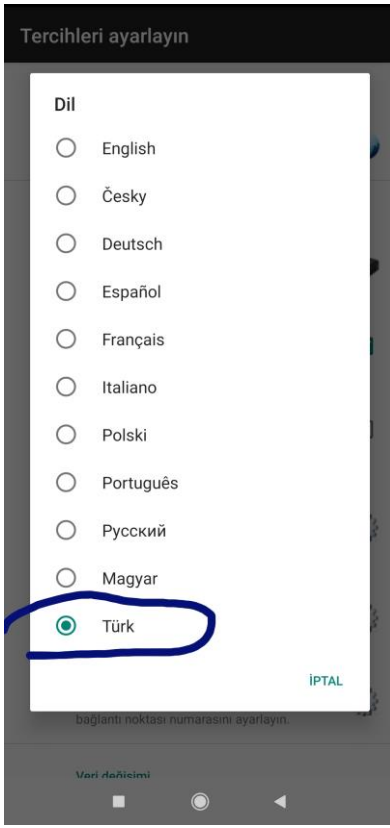 Tercihleri ayarlayın
Dil
English
Česky
Deutsch
Español
Français
Italiano
Polski
Português
Русский
Magyar
Türk
İPTAL
bağlantı noktası numarasını ayarlayın.
Veri değişimi